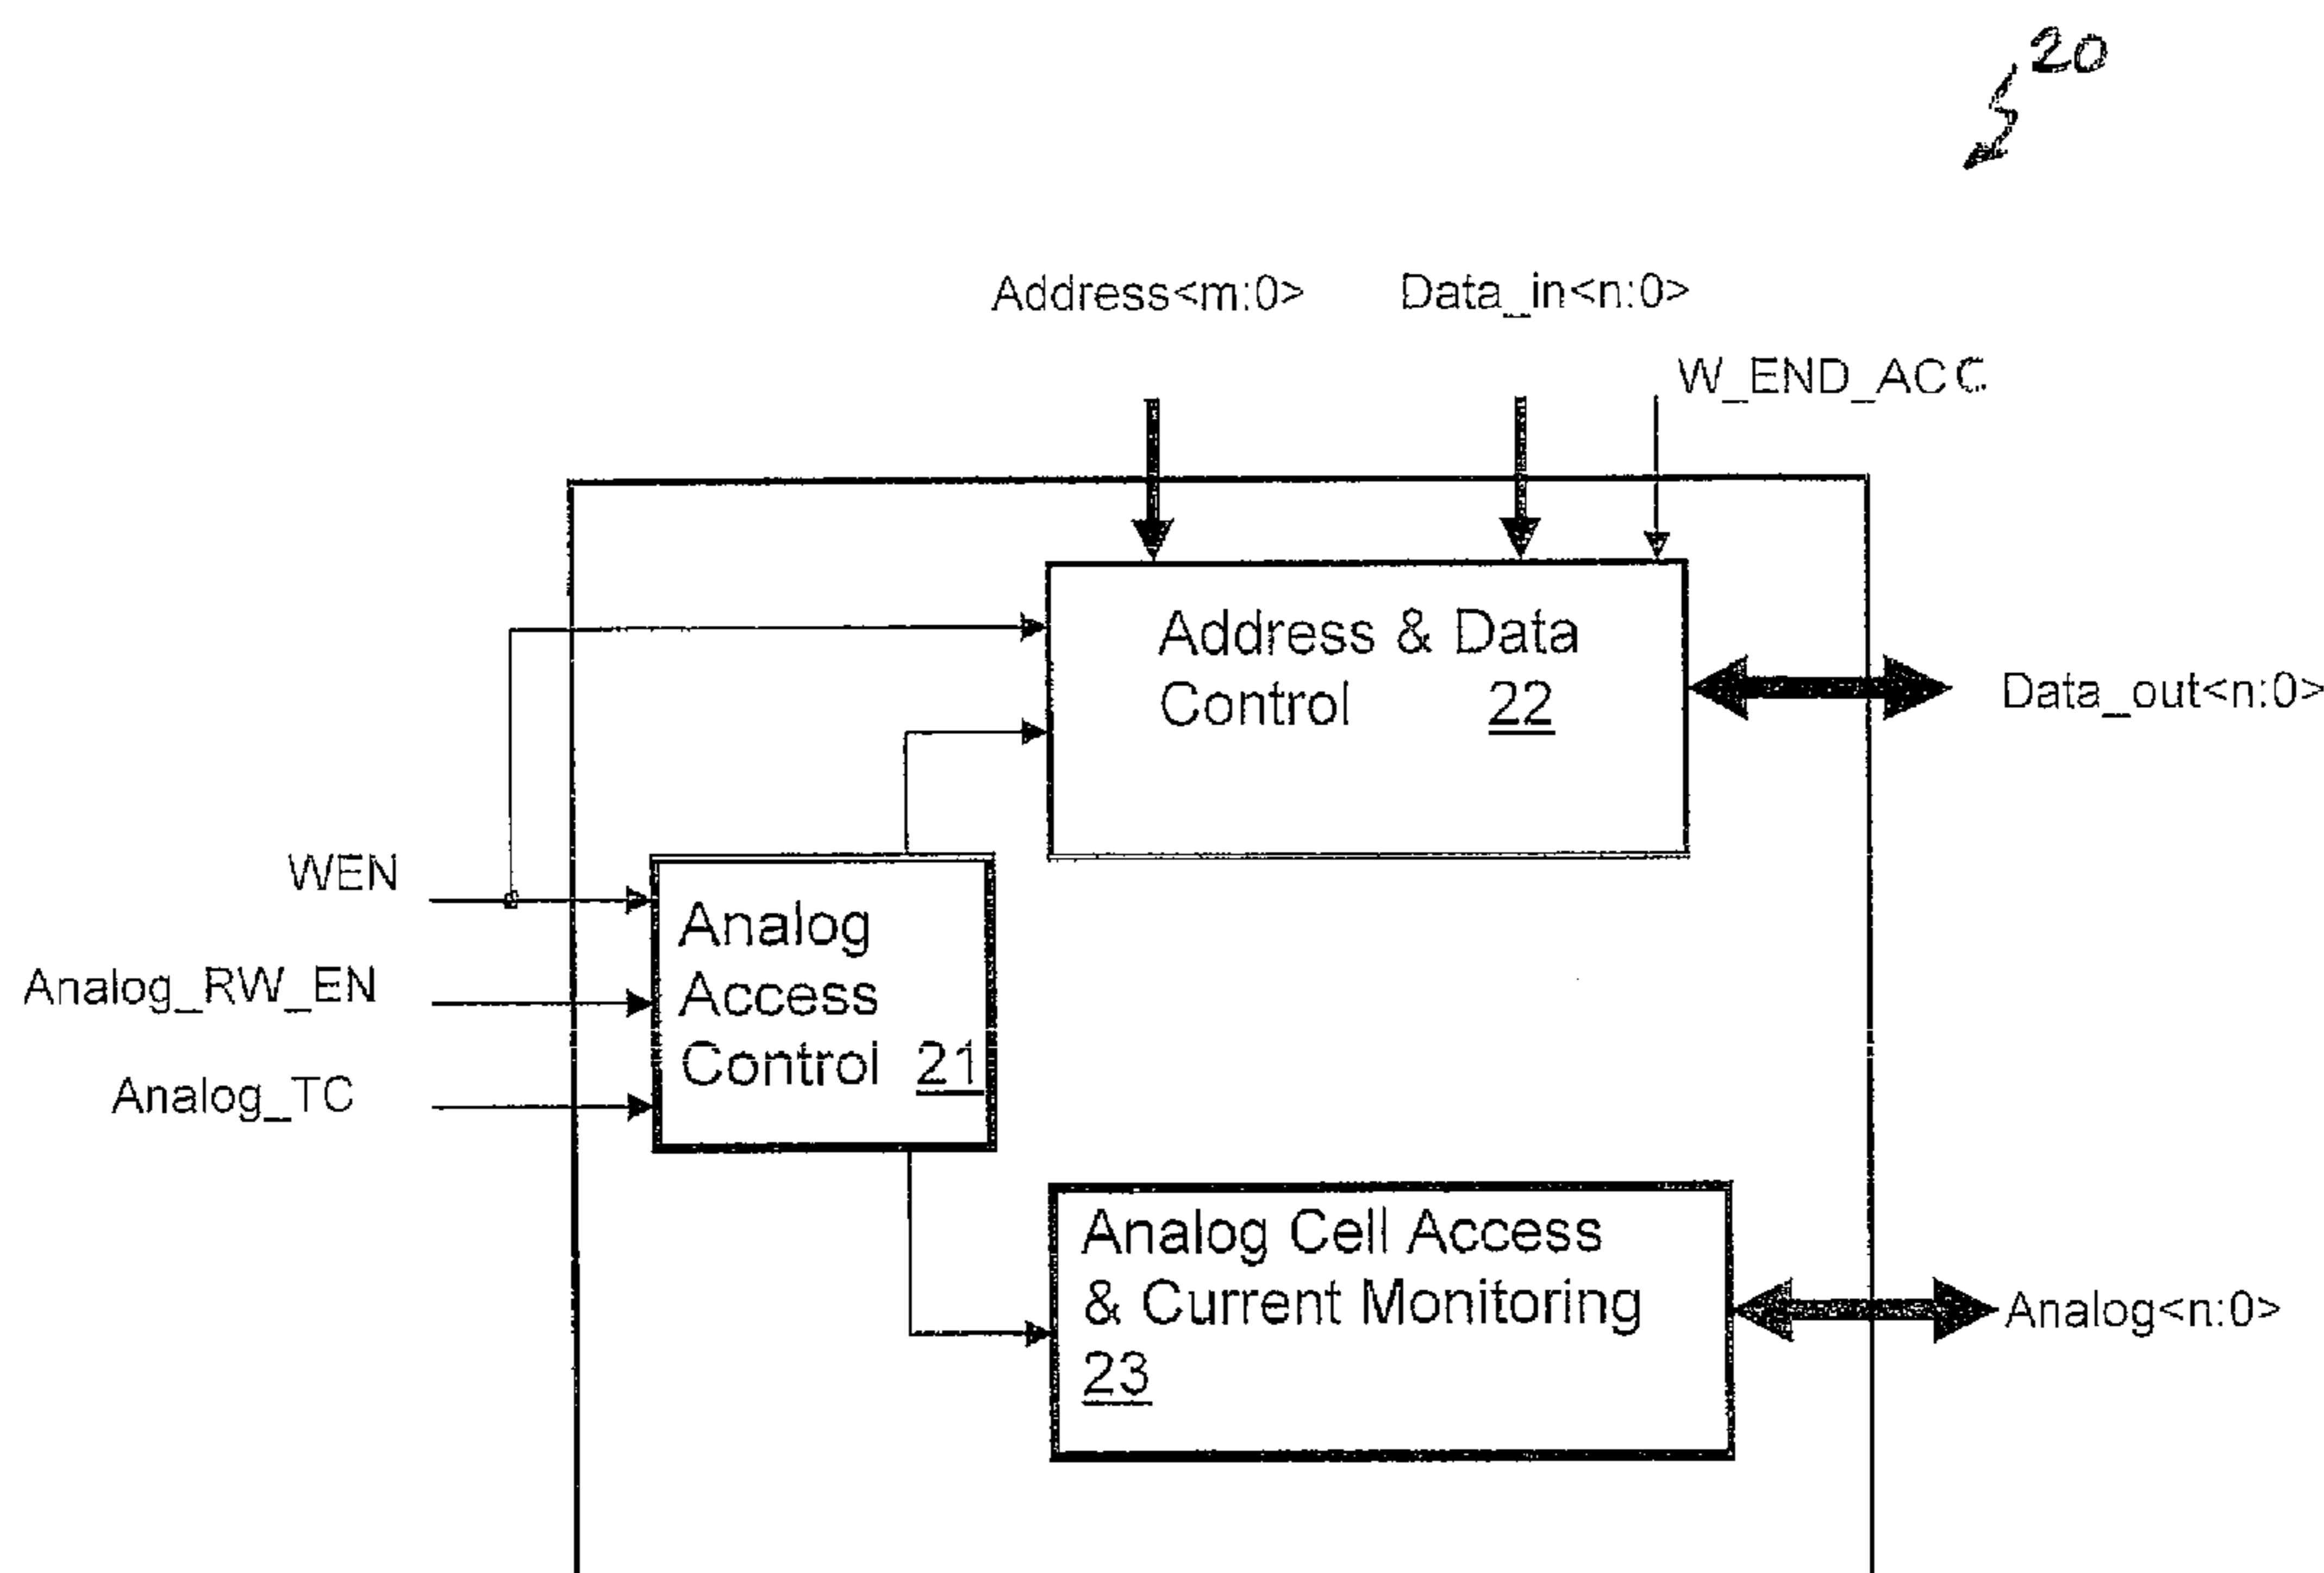 20
Address<m:0>
Data_in<n:0>
W_END_ACC
Address & Data
Control 22
Data_out<n:0>
WEN
Analog_RW_EN
Analog_TC
Analog
Access
Control 21
Analog Cell Access
& Current Monitoring
23
Analog<n:0>